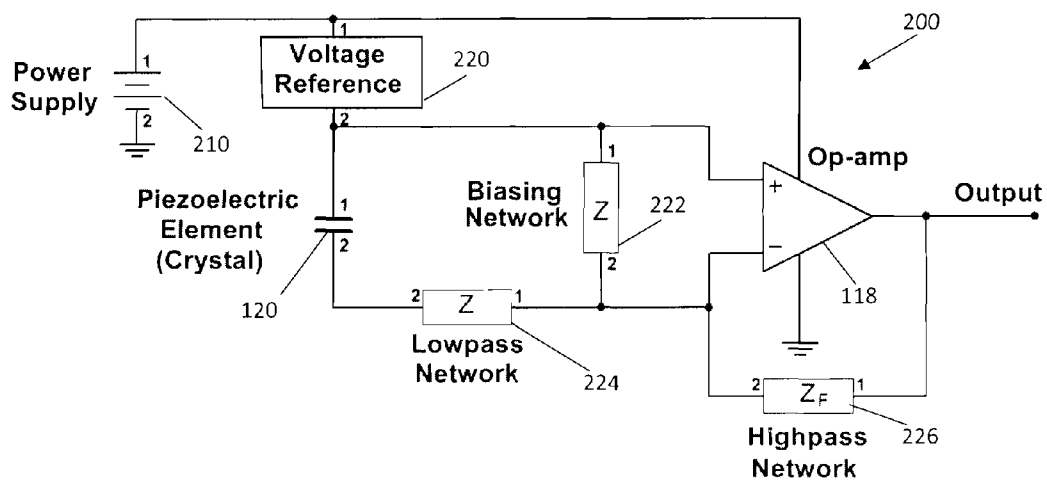 200
1
Voltage
Reference
220
2
Power
Supply
1
2
210
Op-amp
Output
Piezoelectric
Element
(Crystal)
1
2
120
Biasing
Network
1
Z
2
222
+
−
118
2
Z
1
Lowpass
Network
224
2
ZF
1
Highpass
Network
226